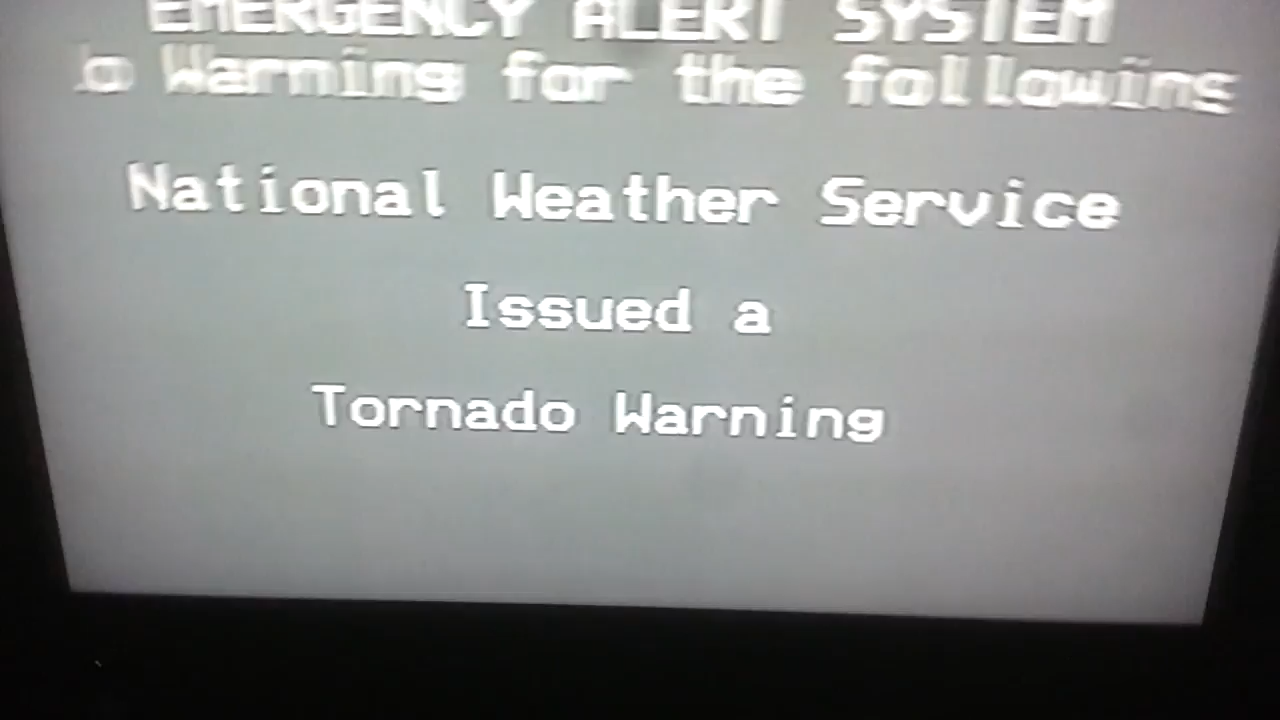 EMERGENCY ALERT SYSTEM
Warning for the following
National Weather Service
Issued a
Tornado Warning